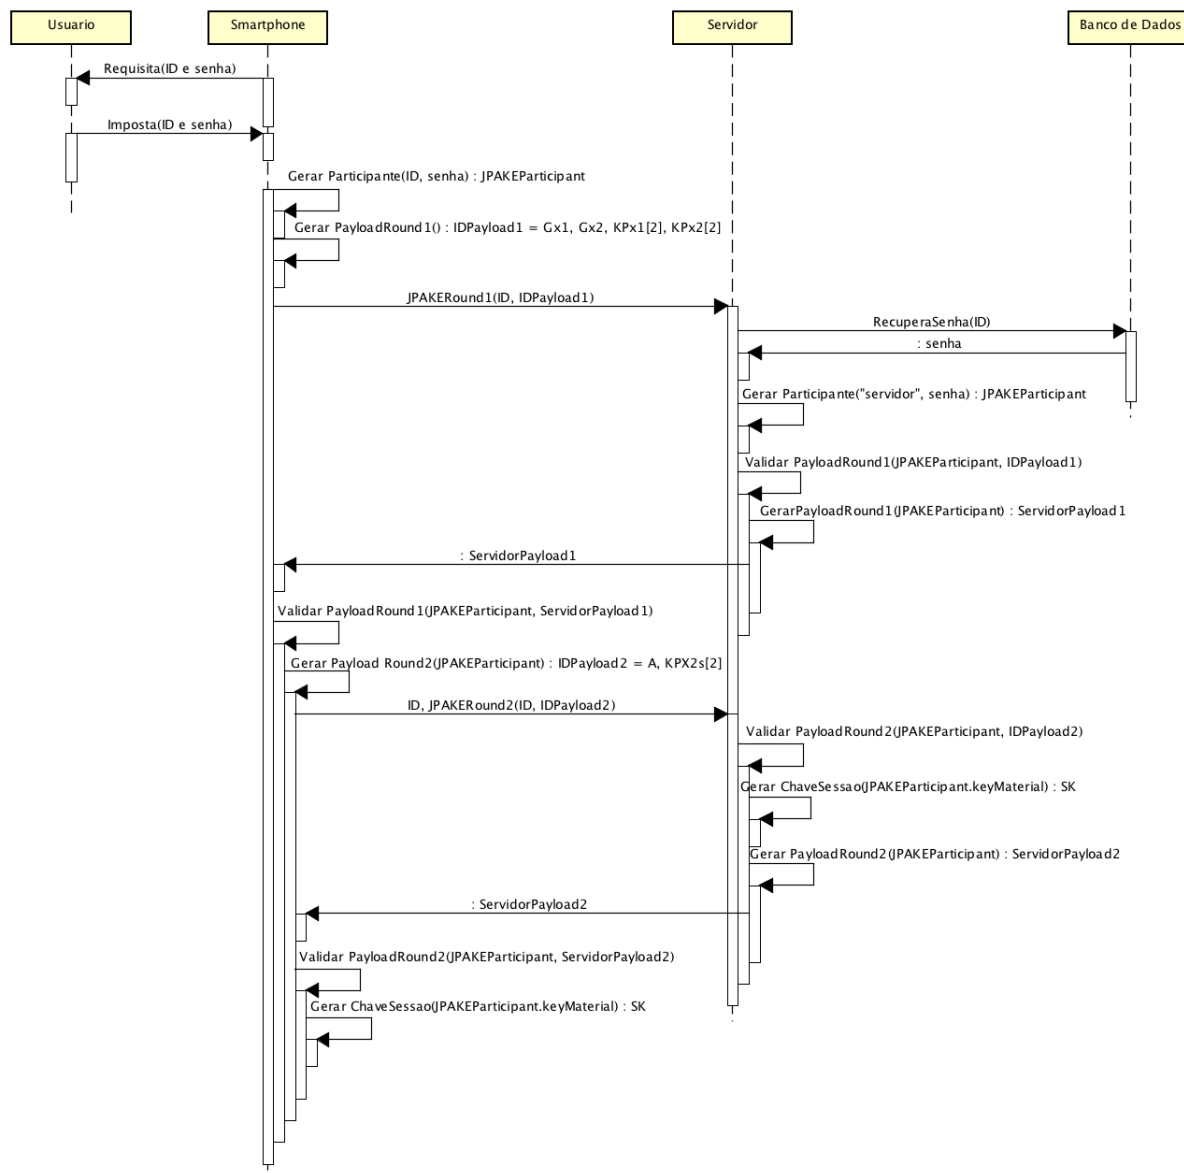 Usuario
Smartphone
Servidor
Banco de Dados
Requisita(ID e senha)
Imposta(ID e senha)
Gerar Participante(ID, senha) : JPAKEParticipant
Gerar PayloadRound1() : IDPayload1 = Gx1, Gx2, KPx1[2], KPx2[2]
JPAKERound1(ID, IDPayload1)
RecuperaSenha(ID)
: senha
Gerar Participante("servidor", senha) : JPAKEParticipant
Validar PayloadRound1(JPAKEParticipant, IDPayload1)
GerarPayloadRound1(JPAKEParticipant) : ServidorPayload1
: ServidorPayload1
Validar PayloadRound1(JPAKEParticipant, ServidorPayload1)
Gerar Payload Round2(JPAKEParticipant) : IDPayload2 = A, KPX2s[2]
ID, JPAKERound2(ID, IDPayload2)
Validar PayloadRound2(JPAKEParticipant, IDPayload2)
Gerar ChaveSessao(JPAKEParticipant.keyMaterial) : SK
Gerar PayloadRound2(JPAKEParticipant) : ServidorPayload2
: ServidorPayload2
Validar PayloadRound2(JPAKEParticipant, ServidorPayload2)
Gerar ChaveSessao(JPAKEParticipant.keyMaterial) : SK